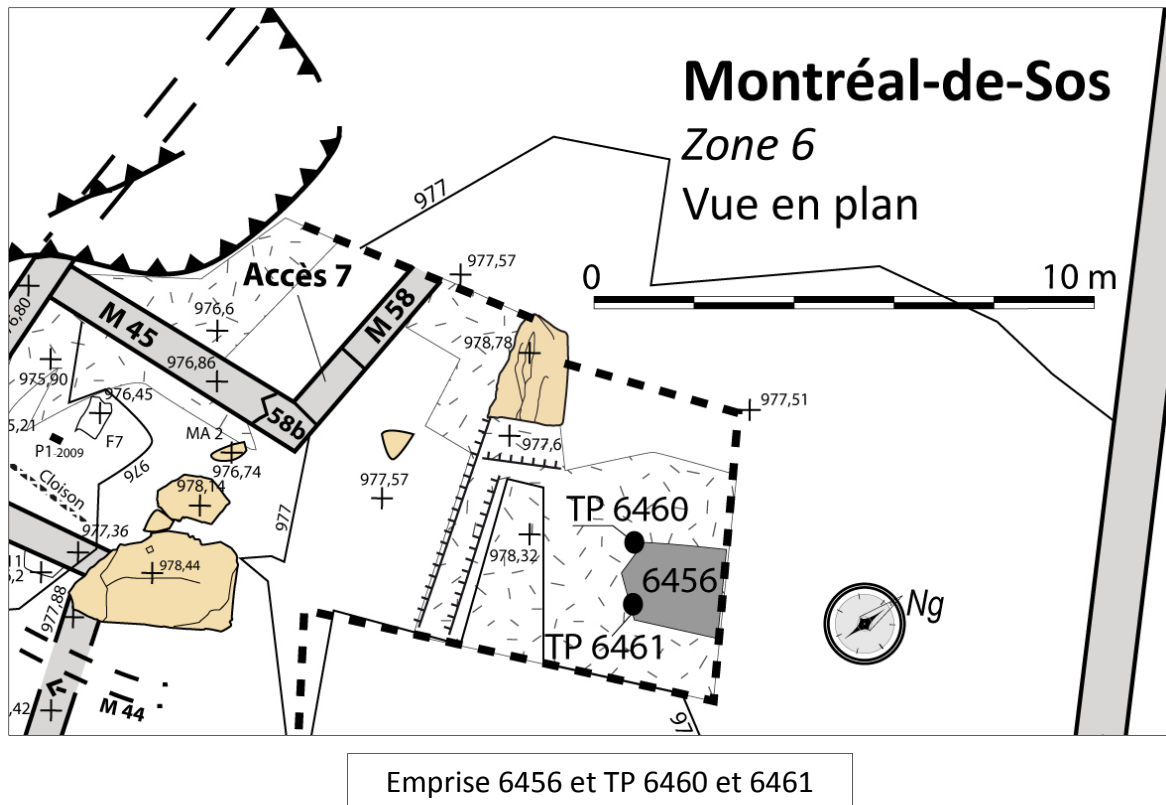 Montréal-de-Sos
Zone 6
Vue en plan
977
0
10 m
977,57
Accès 7
M 58
976,6
M 45
978,78
976,86
975,90
977,51
976,45
58b
MA 2
F7
P1-2009
977,6
976,74
976
977,57
Cloison
978,14
977
TP 6460
977,36
978,32
978,44
6456
977,88
Ng
TP 6461
M 44
Emprise 6456 et TP 6460 et 6461